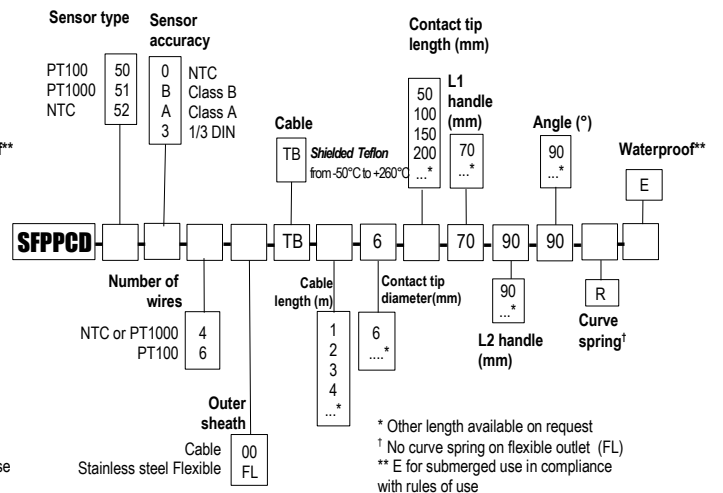 Sensor type
Sensor
accuracy
PT100 50
PT1000 51
NTC 52
0 NTC
B Class B
A Class A
3 1/3 DIN
Cable
TB Shielded Teflon
from -50°C to +260°C
Contact tip
length (mm)
50
100
150
200
...*
L1
handle
(mm)
70
...*
Angle (°)
90
...*
Waterproof**
E
f**
SFPPCD- TB 6 70 90 90
Number of
wires
NTC or PT1000 4
PT100 6
Outer
sheath
Cable 00
Stainless steel Flexible FL
Cable
length (m)
1
2
3
4
...*
Contact tip
diameter(mm)
6
....*
90
...*
L2 handle
(mm)
R
Curve
spring†
* Other length available on request
† No curve spring on flexible outlet (FL)
** E for submerged use in compliance
with rules of use
se